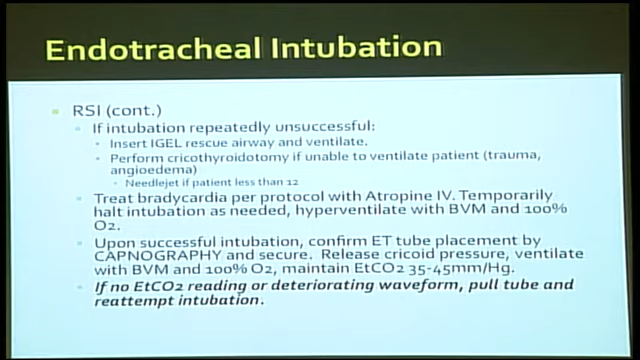 Endotracheal Intubation
RSI (cont.)
If intubation repeatedly unsuccessful:
Insert IGEL rescue airway and ventilate.
Perform cricothyroidotomy if unable to ventilate patient (trauma,
angioedema)
Needlejet if patient less than 12
Treat bradycardia per protocol with Atropine IV. Temporarily
halt intubation as needed, hyperventilate with BVM and 100%
O2.
Upon successful intubation, confirm ET tube placement by
CAPNOGRAPHY and secure. Release cricoid pressure, ventilate
with BVM and 100% O2, maintain EtCO2 35-45mm/Hg.
If no EtCO2 reading or deteriorating waveform, pull tube and
reattempt intubation.